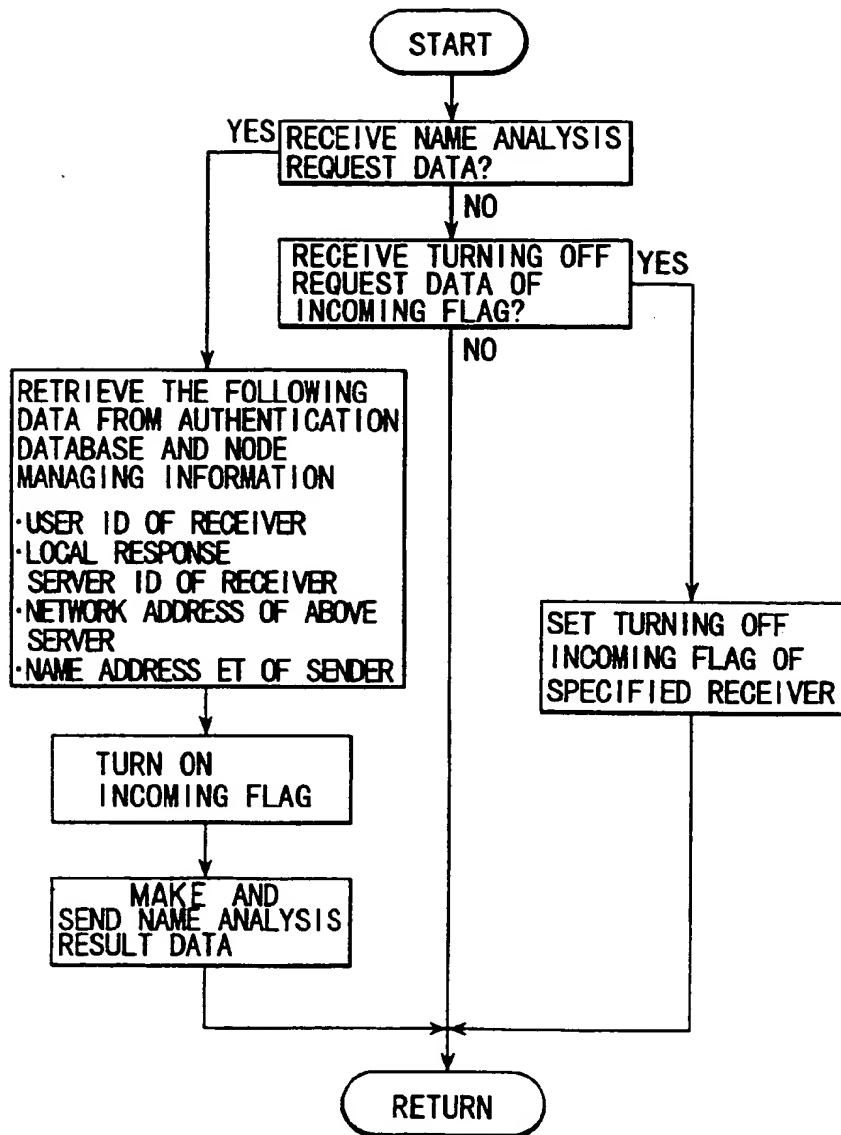 START
YES
RECEIVE NAME ANALYSIS
REQUEST DATA?
NO
RECEIVE TURNING OFF
REQUEST DATA OF
INCOMING FLAG?
YES
NO
RETRIEVE THE FOLLOWING
DATA FROM AUTHENTICATION
DATABASE AND NODE
MANAGING INFORMATION
·USER ID OF RECEIVER
·LOCAL RESPONSE
SERVER ID OF RECEIVER
·NETWORK ADDRESS OF ABOVE
SERVER
·NAME ADDRESS ET OF SENDER
SET TURNING OFF
INCOMING FLAG OF
SPECIFIED RECEIVER
TURN ON
INCOMING FLAG
MAKE AND
SEND NAME ANALYSIS
RESULT DATA
RETURN